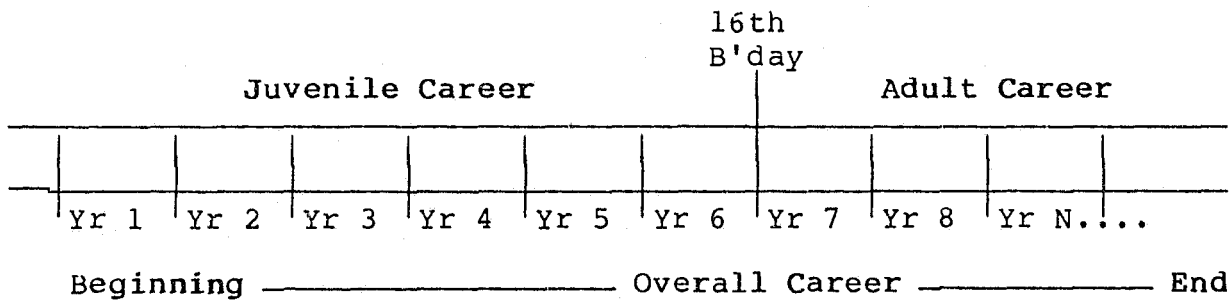 16th
B'day
Juvenile Career Adult Career
Yr 1 Yr 2 Yr 3 Yr 4 Yr 5 Yr 6 Yr 7 Yr 8 Yr N....
Beginning Overall Career End